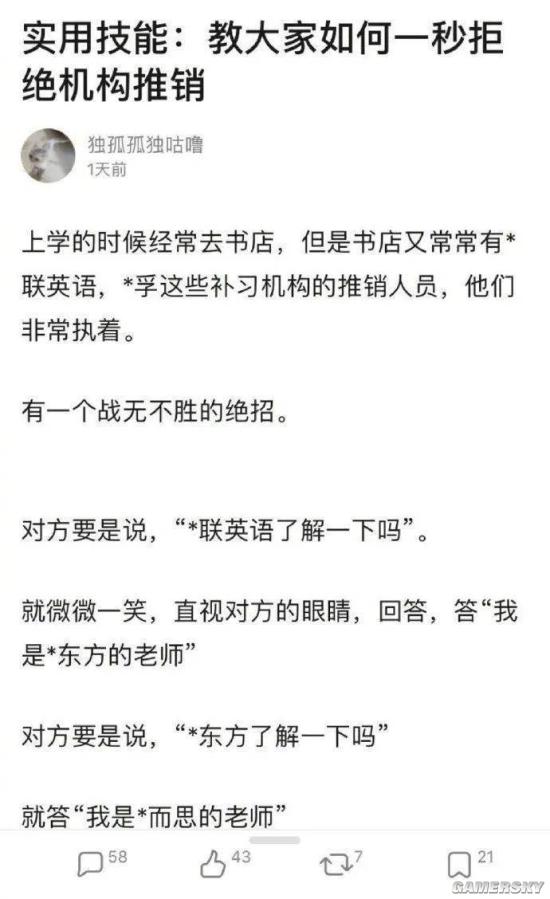 实用技能：教大家如何一秒拒
绝机构推销
独孤孤独咕噜
1天前
上学的时候经常去书店，但是书店又常常有*
联英语，*孚这些补习机构的推销人员，他们
非常执着。
有一个战无不胜的绝招。
对方要是说，“*联英语了解一下吗”。
就微微一笑，直视对方的眼睛，回答，答“我
是*东方的老师”
对方要是说，“*东方了解一下吗”
就答“我是*而思的老师”
58 43 7 21
GAMERSKY